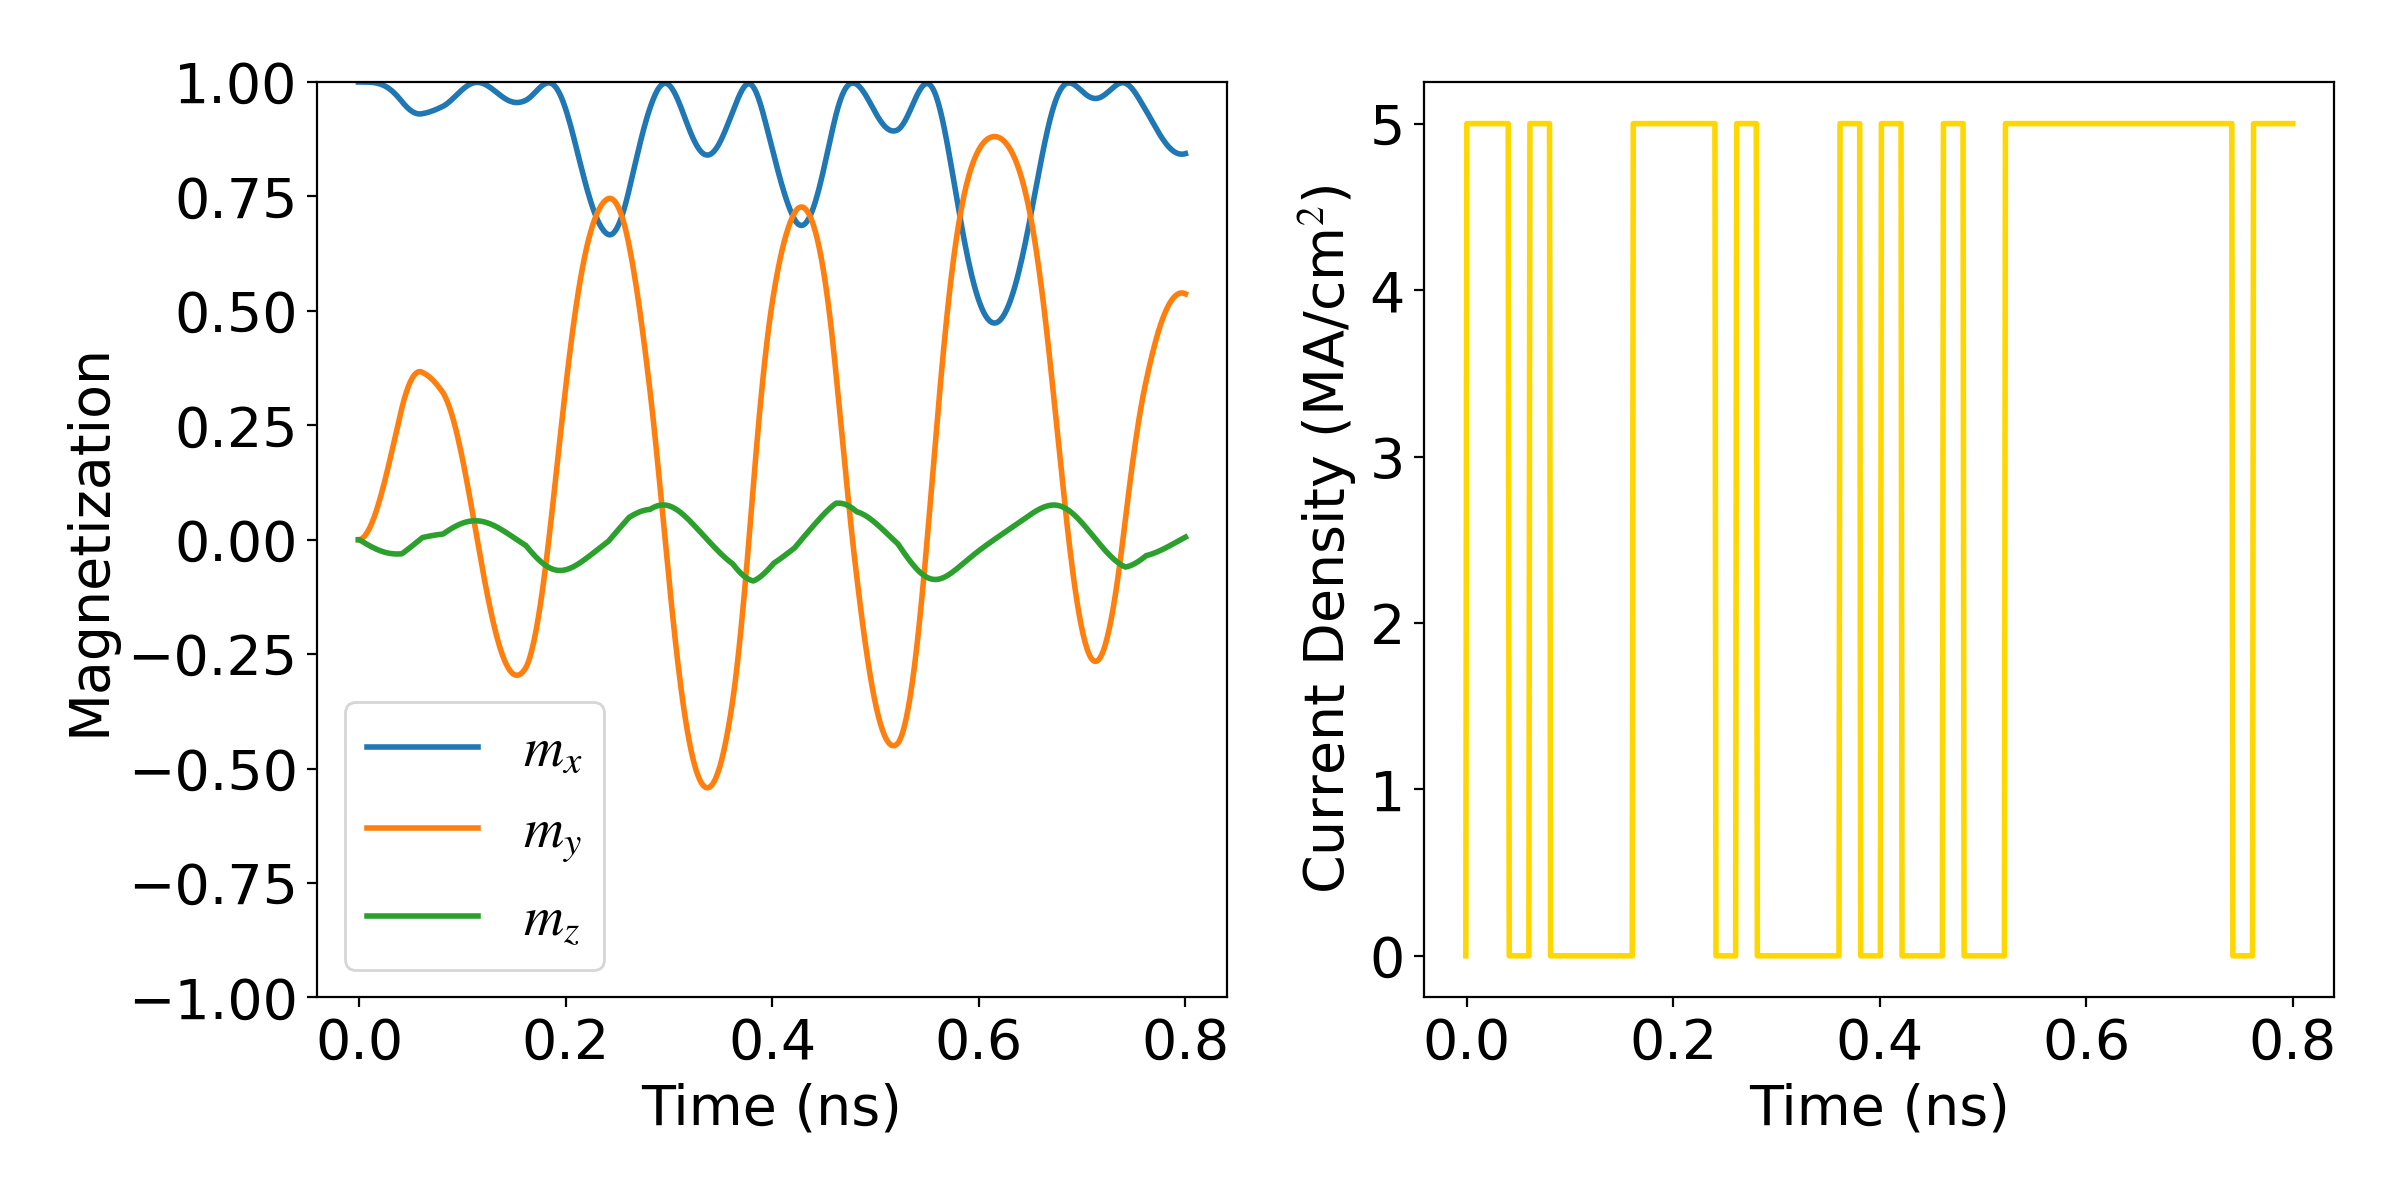 1.00
0.75
0.50
0.25
0.00
−0.25
−0.50
−0.75
−1.00
Magnetization
m_x
m_y
m_z
0.0 0.2 0.4 0.6 0.8
Time (ns)
5
4
3
2
1
0
Current Density (MA/cm²)
0.0 0.2 0.4 0.6 0.8
Time (ns)